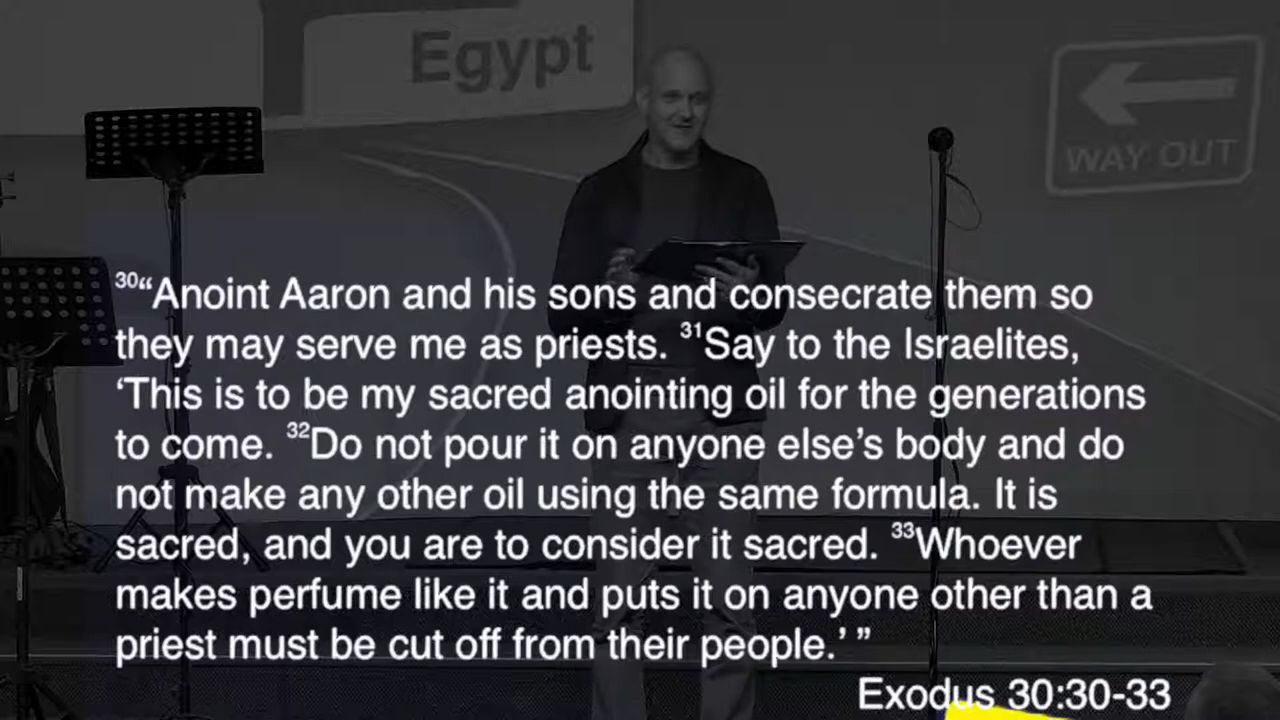 Egypt
WAY OUT
30“Anoint Aaron and his sons and consecrate them so
they may serve me as priests. 31Say to the Israelites,
‘This is to be my sacred anointing oil for the generations
to come. 32Do not pour it on anyone else’s body and do
not make any other oil using the same formula. It is
sacred, and you are to consider it sacred. 33Whoever
makes perfume like it and puts it on anyone other than a
priest must be cut off from their people.’ ”
Exodus 30:30-33